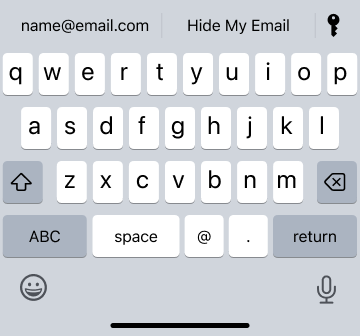 name@email.com Hide My Email
q w e r t y u i o p
a s d f g h j k l
z x c v b n m
ABC space @ . return